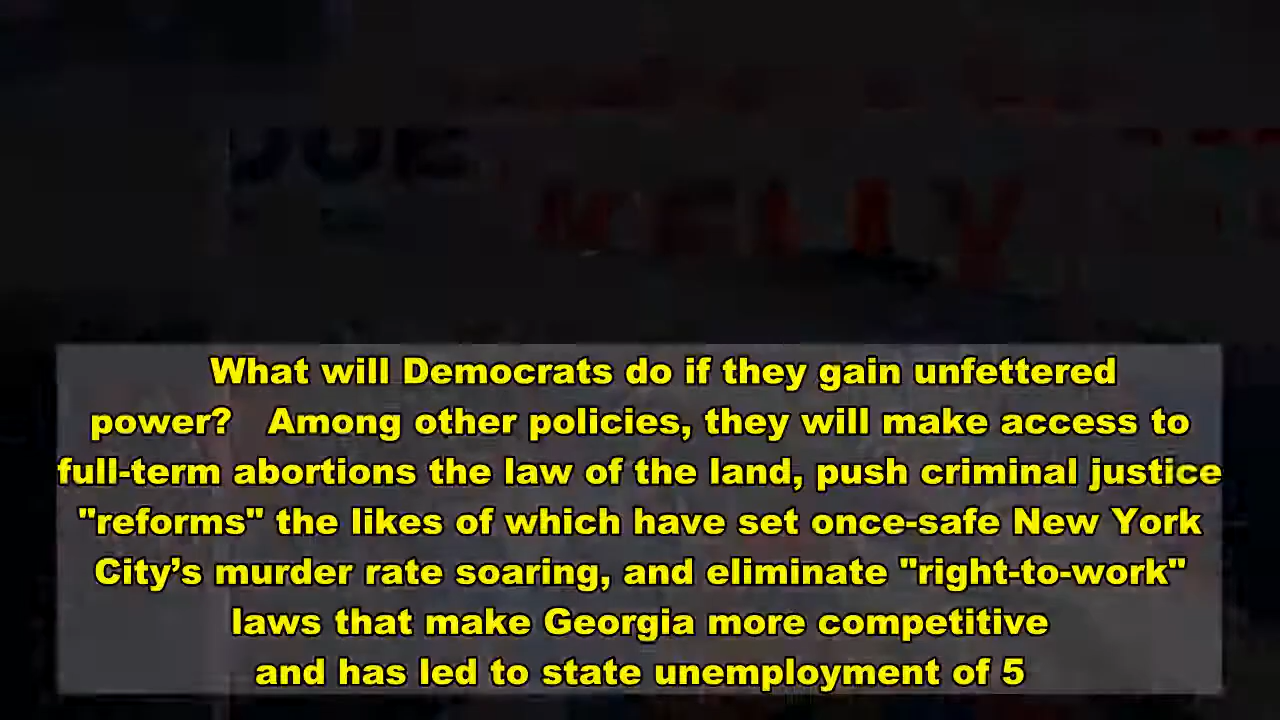 JOE
KELLY
What will Democrats do if they gain unfettered
power? Among other policies, they will make access to
full-term abortions the law of the land, push criminal justice
"reforms" the likes of which have set once-safe New York
City’s murder rate soaring, and eliminate "right-to-work"
laws that make Georgia more competitive
and has led to state unemployment of 5